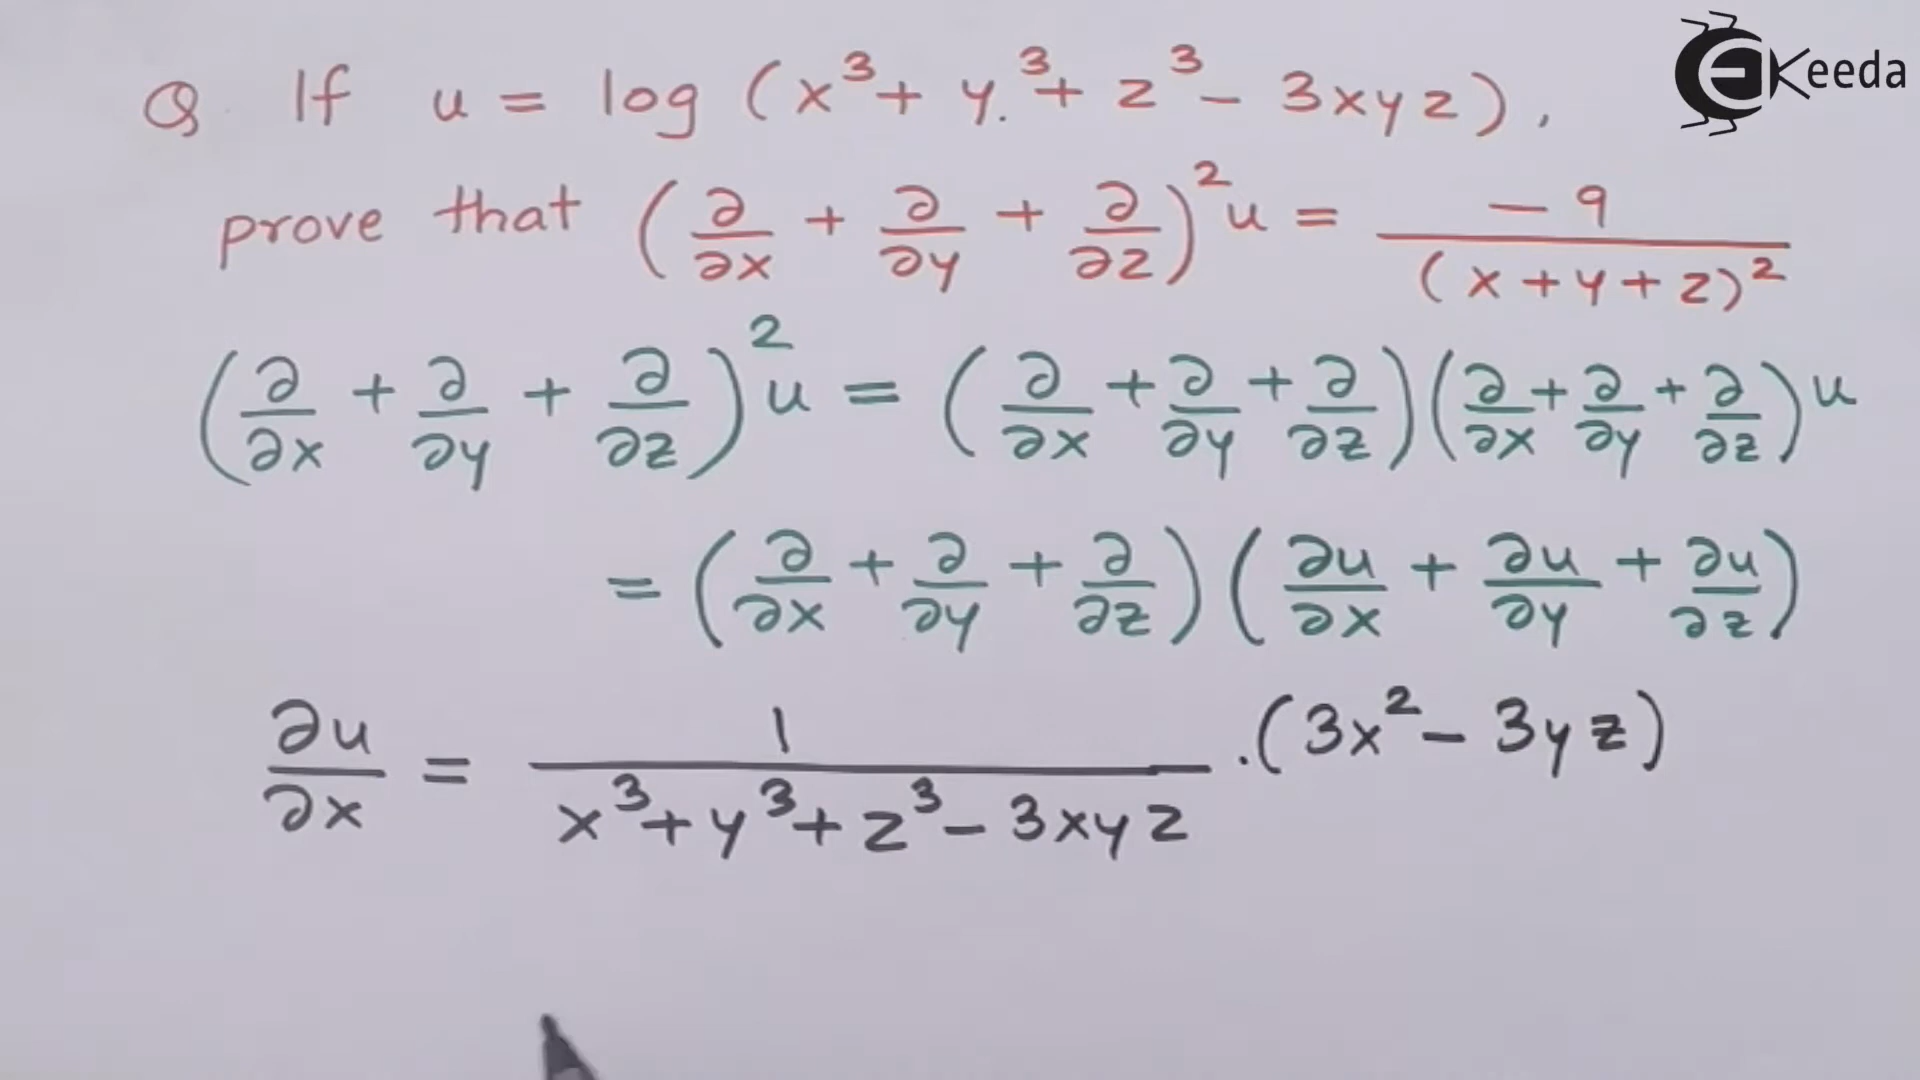 Keeda
Q. If u = log (x³ + y³ + z³ - 3xyz),
prove that (∂/∂x + ∂/∂y + ∂/∂z)² u = -9/(x+y+z)²
(∂/∂x + ∂/∂y + ∂/∂z)² u = (∂/∂x + ∂/∂y + ∂/∂z)(∂/∂x + ∂/∂y + ∂/∂z) u
= (∂/∂x + ∂/∂y + ∂/∂z)(∂u/∂x + ∂u/∂y + ∂u/∂z)
∂u/∂x = 1/(x³ + y³ + z³ - 3xyz) . (3x² - 3yz)